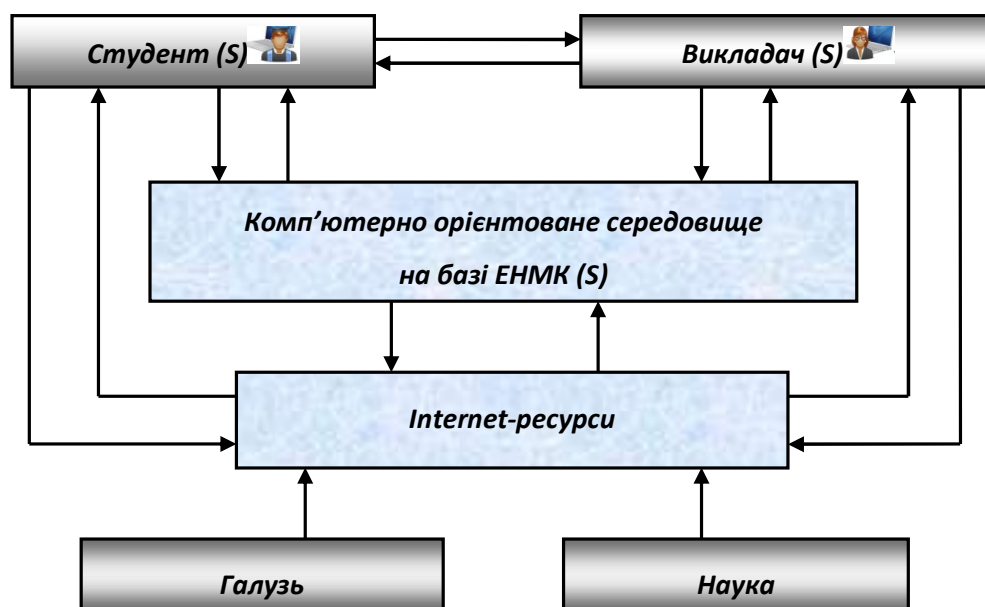 Студент (S)
Викладач (S)
Комп’ютерно орієнтоване середовище
на базі ЕНМК (S)
Internet-ресурси
Галузь
Наука